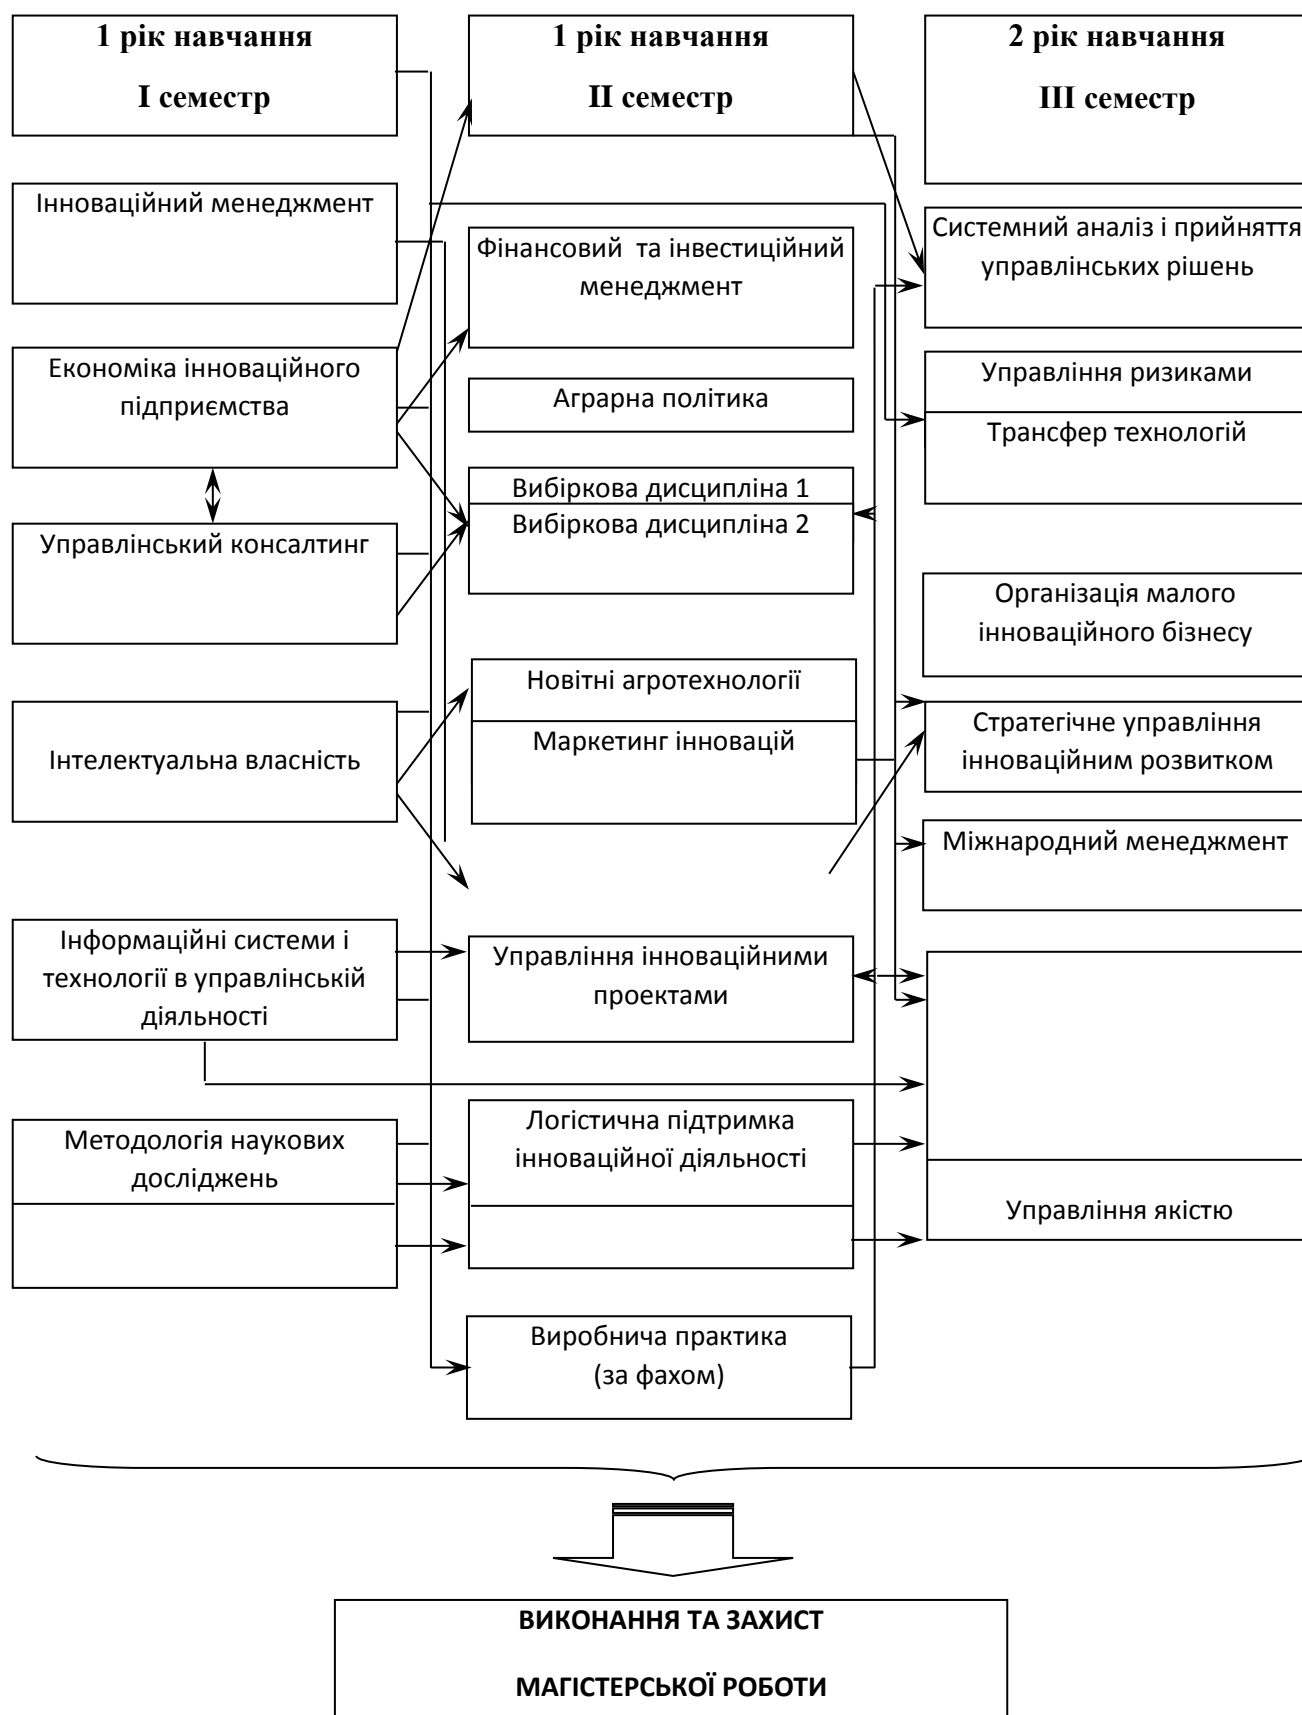 1 рік навчання
I семестр
Інноваційний менеджмент
Економіка інноваційного
підприємства
Управлінський консалтинг
Інтелектуальна власність
Інформаційні системи і
технології в управлінській
діяльності
Методологія наукових
досліджень
1 рік навчання
II семестр
Фінансовий та інвестиційний
менеджмент
Аграрна політика
Вибіркова дисципліна 1
Вибіркова дисципліна 2
Новітні агротехнології
Маркетинг інновацій
Управління інноваційними
проектами
Логістична підтримка
інноваційної діяльності
Виробнича практика
(за фахом)
2 рік навчання
III семестр
Системний аналіз і прийняття
управлінських рішень
Управління ризиками
Трансфер технологій
Організація малого
інноваційного бізнесу
Стратегічне управління
інноваційним розвитком
Міжнародний менеджмент
Управління якістю
ВИКОНАННЯ ТА ЗАХИСТ
МАГІСТЕРСЬКОЇ РОБОТИ